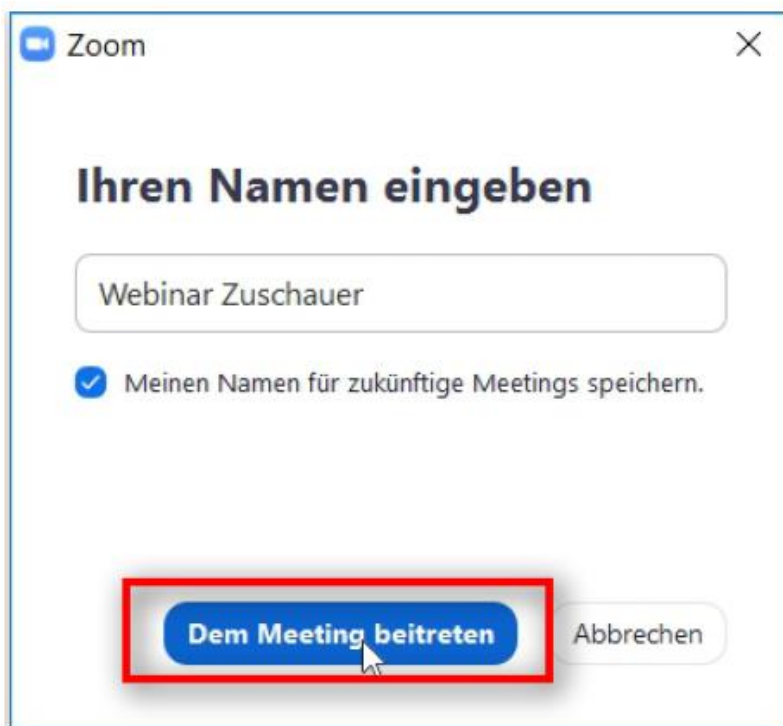 Zoom
Ihren Namen eingeben
Webinar Zuschauer
Meinen Namen für zukünftige Meetings speichern.
Dem Meeting beitreten
Abbrechen